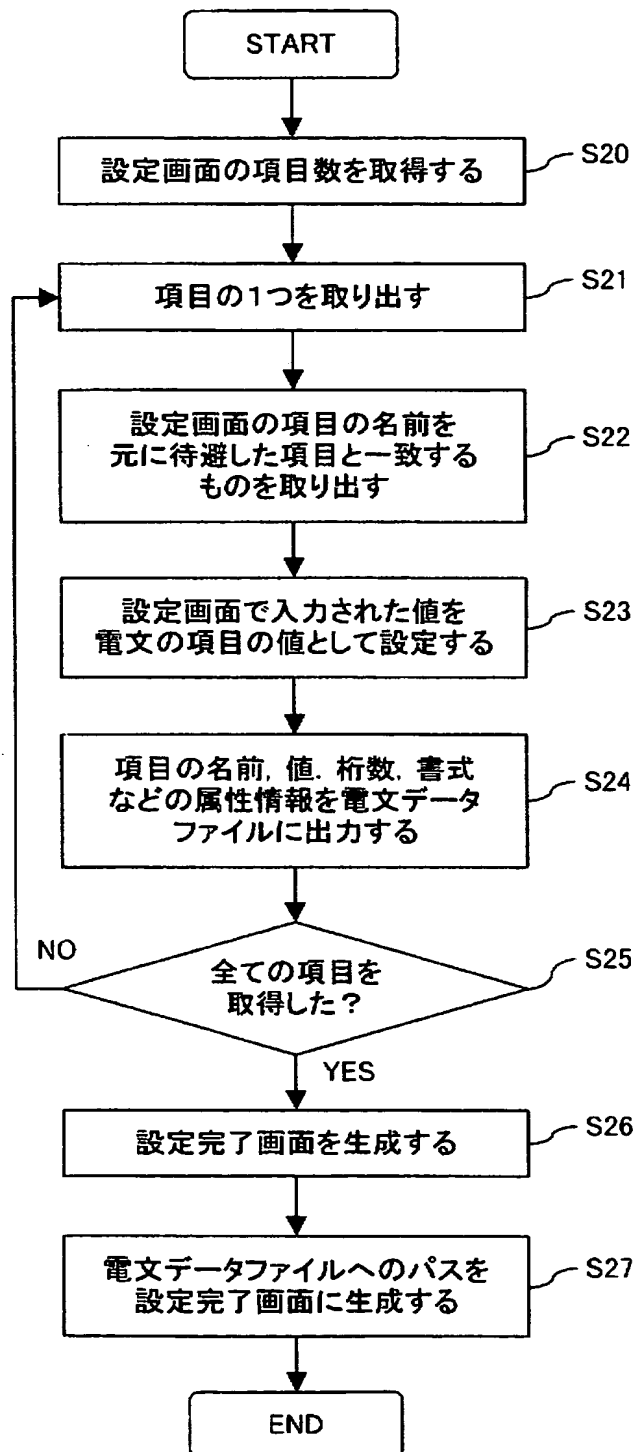 START
設定画面の項目数を取得する
S20
項目の1つを取り出す
S21
設定画面の項目の名前を
元に待避した項目と一致する
ものを取り出す
S22
設定画面で入力された値を
電文の項目の値として設定する
S23
項目の名前, 値. 桁数, 書式
などの属性情報を電文データ
ファイルに出力する
S24
NO
全ての項目を
取得した?
S25
YES
設定完了画面を生成する
S26
電文データファイルへのパスを
設定完了画面に生成する
S27
END